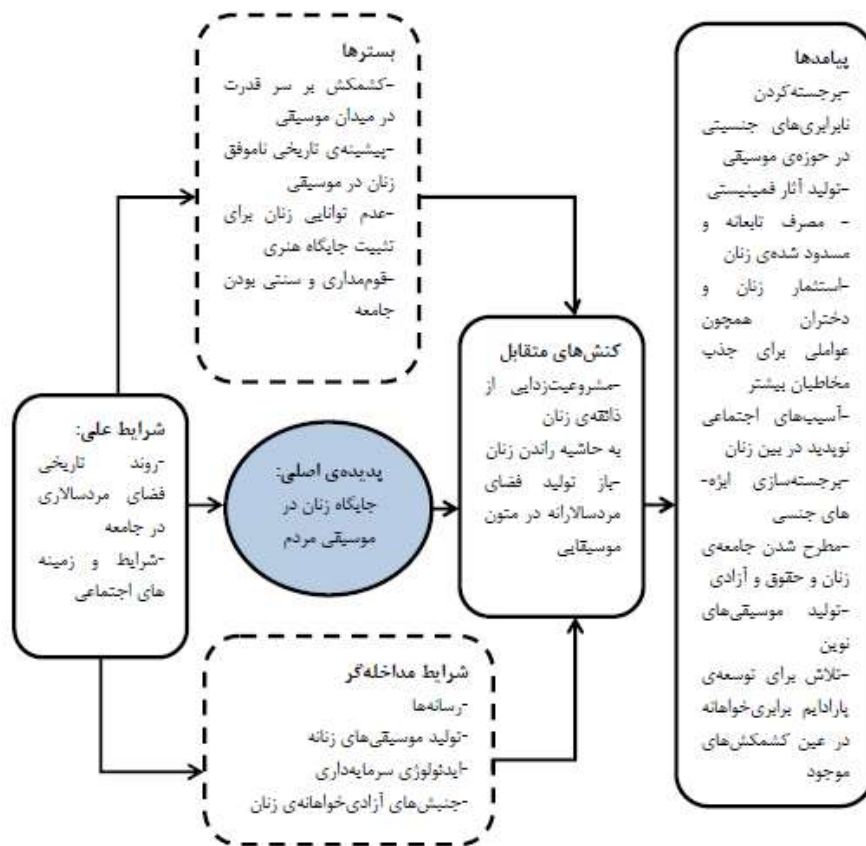 بسترها
-کشمکش بر سر قدرت
در میدان موسیقی
-پیشینه‌ی تاریخی ناموفق
زنان در موسیقی
-عدم توانایی زنان برای
تثبیت جایگاه هنری
-قوم‌مداری و سنتی بودن
جامعه
شرایط علی:
-روند تاریخی
فضای مردسالاری
در جامعه
-شرایط و زمینه
های اجتماعی
پدیده‌ی اصلی:
جایگاه زنان در
موسیقی مردم
شرایط مداخله‌گر
-رسانه‌ها
-تولید موسیقی‌های زنانه
-ایدئولوژی سرمایه‌داری
-جنبش‌های آزادی‌خواهانه‌ی زنان
کنش‌های متقابل
-مشروعیت‌زدایی از
ذائقه‌ی زنان
به حاشیه راندن زنان
-باز تولید فضای
مردسالارانه در متون
موسیقایی
پیامدها
-برجسته‌کردن
نابرابری‌های جنسیتی
در حوزه‌ی موسیقی
-تولید آثار فمینیستی
- مصرف تابعانه و
مسدود شده‌ی زنان
-استثمار زنان و
دختران همچون
عواملی برای جذب
مخاطبان بیشتر
-آسیب‌های اجتماعی
نوپدید در بین زنان
-برجسته‌سازی ابژه-
های جنسی
-مطرح شدن جامعه‌ی
زنان و حقوق و آزادی
-تولید موسیقی‌های
نوین
-تلاش برای توسعه‌ی
پارادایم برابری‌خواهانه
در عین کشمکش‌های
موجود